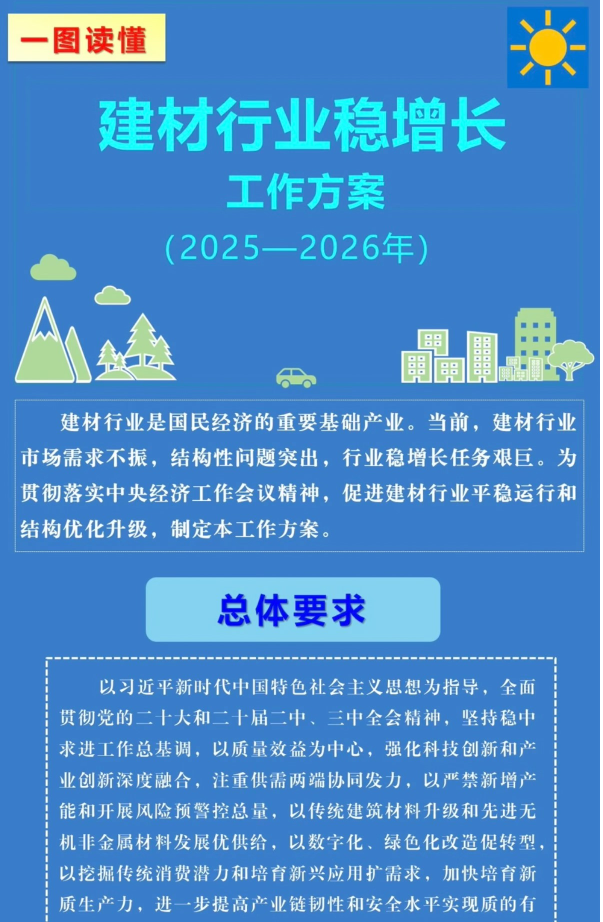 一图读懂
建材行业稳增长
工作方案
（2025—2026年）
建材行业是国民经济的重要基础产业。当前，建材行业
市场需求不振，结构性问题突出，行业稳增长任务艰巨。为
贯彻落实中央经济工作会议精神，促进建材行业平稳运行和
结构优化升级，制定本工作方案。
总体要求
以习近平新时代中国特色社会主义思想为指导，全面
贯彻党的二十大和二十届二中、三中全会精神，坚持稳中
求进工作总基调，以质量效益为中心，强化科技创新和产
业创新深度融合，注重供需两端协同发力，以严禁新增产
能和开展风险预警控总量，以传统建筑材料升级和先进无
机非金属材料发展优供给，以数字化、绿色化改造促转型，
以挖掘传统消费潜力和培育新兴应用扩需求，加快培育新
质生产力，进一步提高产业链韧性和安全水平实现质的有